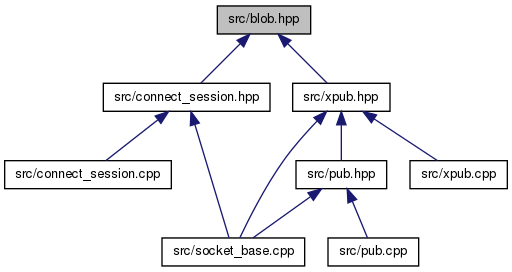 src/blob.hpp
src/connect_session.hpp
src/xpub.hpp
src/connect_session.cpp
src/pub.hpp
src/xpub.cpp
src/socket_base.cpp
src/pub.cpp